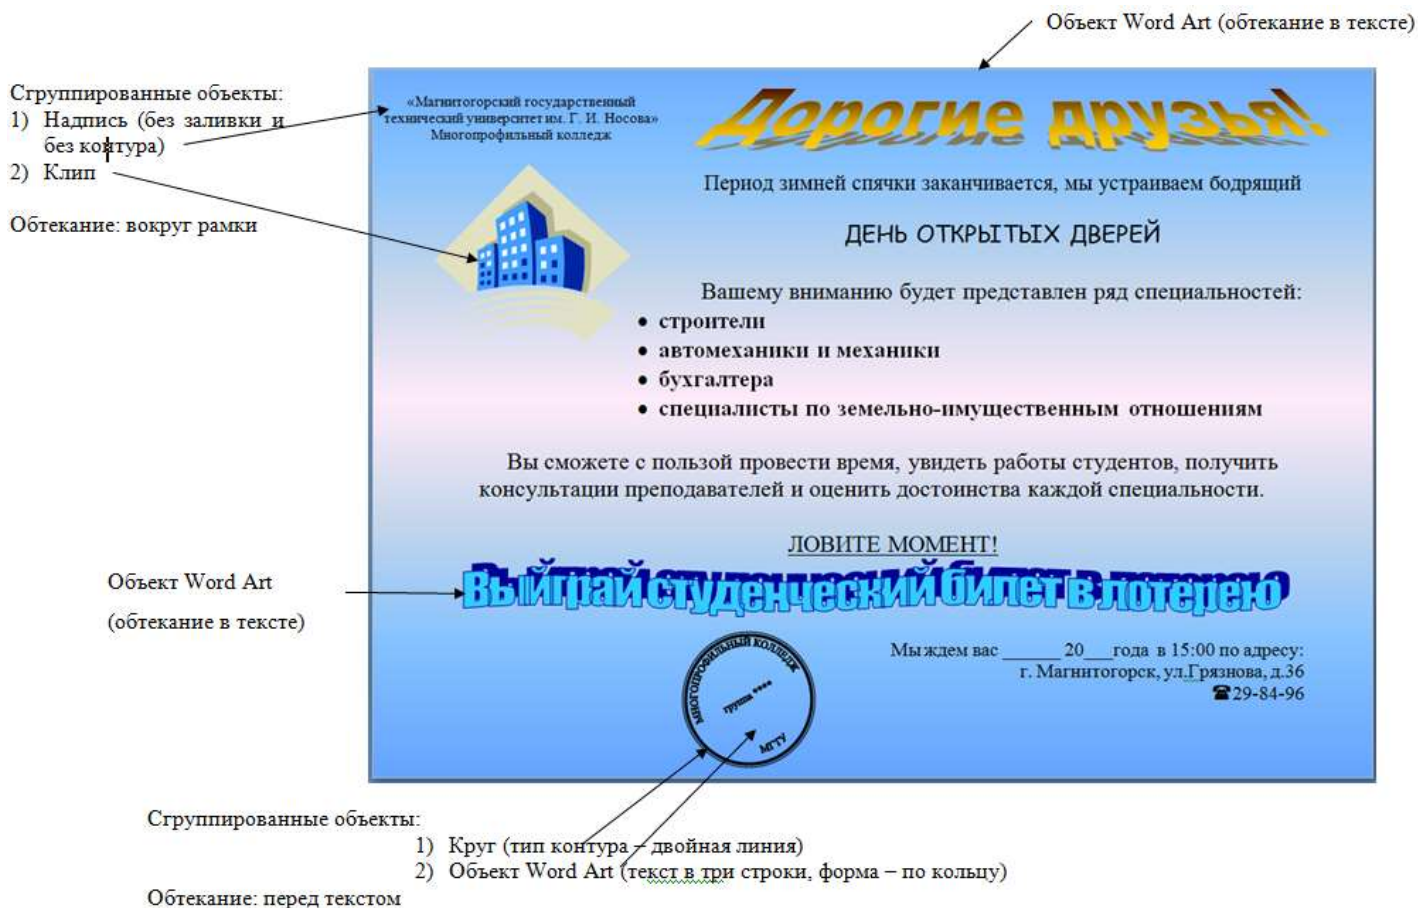 Объект Word Art (обтекание в тексте)
Сгруппированные объекты:
1) Надпись (без заливки и
без контура)
2) Клип
Обтекание: вокруг рамки
«Магнитогорский государственный
технический университет им. Г. И. Носова»
Многопрофильный колледж
Дорогие друзья!
Период зимней спячки заканчивается, мы устраиваем бодрящий
ДЕНЬ ОТКРЫТЫХ ДВЕРЕЙ
Вашему вниманию будет представлен ряд специальностей:
• строители
• автомеханики и механики
• бухгалтера
• специалисты по земельно-имущественным отношениям
Вы сможете с пользой провести время, увидеть работы студентов, получить
консультации преподавателей и оценить достоинства каждой специальности.
ЛОВИТЕ МОМЕНТ!
Выйграй студенческий билет в лотерею
Объект Word Art
(обтекание в тексте)
МНОГОПРОФИЛЬНЫЙ КОЛЛЕДЖ
группа ****
МГТУ
Мы ждем вас ______ 20___года в 15:00 по адресу:
г. Магнитогорск, ул.Грязнова, д.36
☎29-84-96
Сгруппированные объекты:
1) Круг (тип контура – двойная линия)
2) Объект Word Art (текст в три строки, форма – по кольцу)
Обтекание: перед текстом